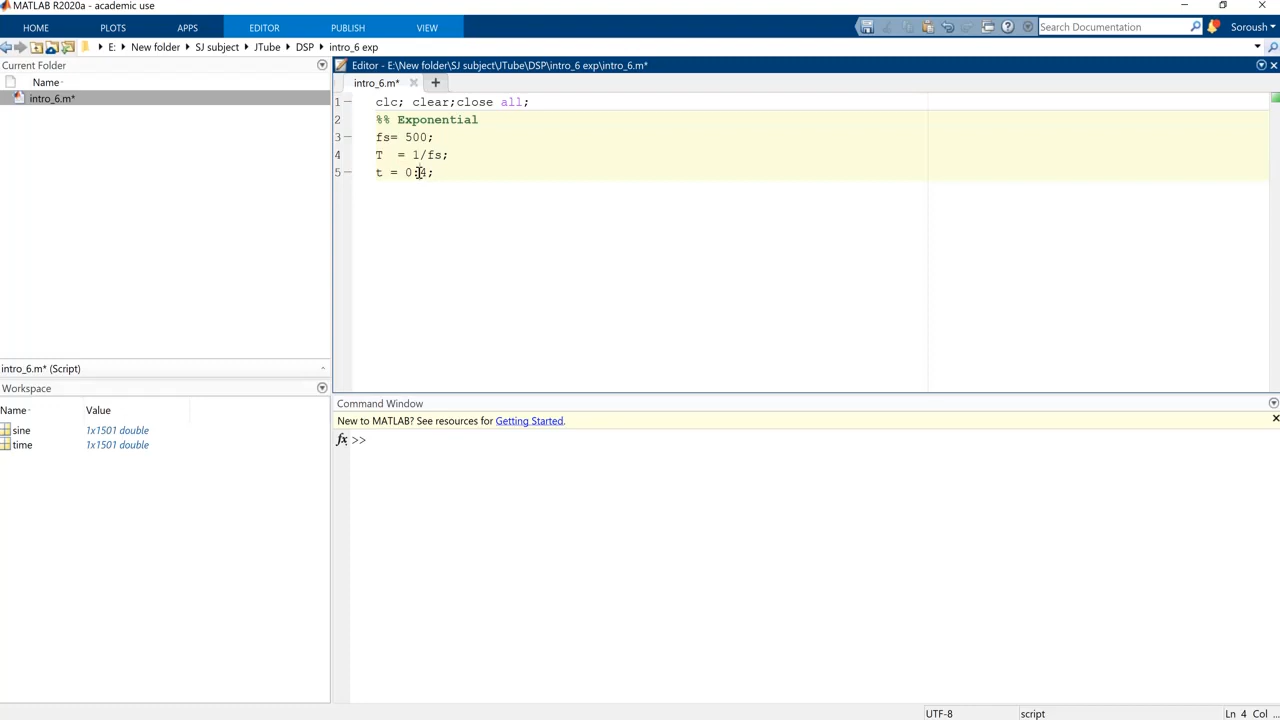 MATLAB R2020a - academic use
HOME PLOTS APPS EDITOR PUBLISH VIEW Search Documentation Soroush
E: New folder SJ subject JTube DSP intro_6 exp
Current Folder
Name
intro_6.m*
intro_6.m* (Script)
Workspace
Name Value
sine 1x1501 double
time 1x1501 double
Editor - E:\New folder\SJ subject\JTube\DSP\intro_6 exp\intro_6.m*
intro_6.m*
1 clc; clear;close all;
2 %% Exponential
3 fs= 500;
4 T = 1/fs;
5 t = 0:4;
Command Window
New to MATLAB? See resources for Getting Started.
fx >>
UTF-8 script Ln 4 Col ...